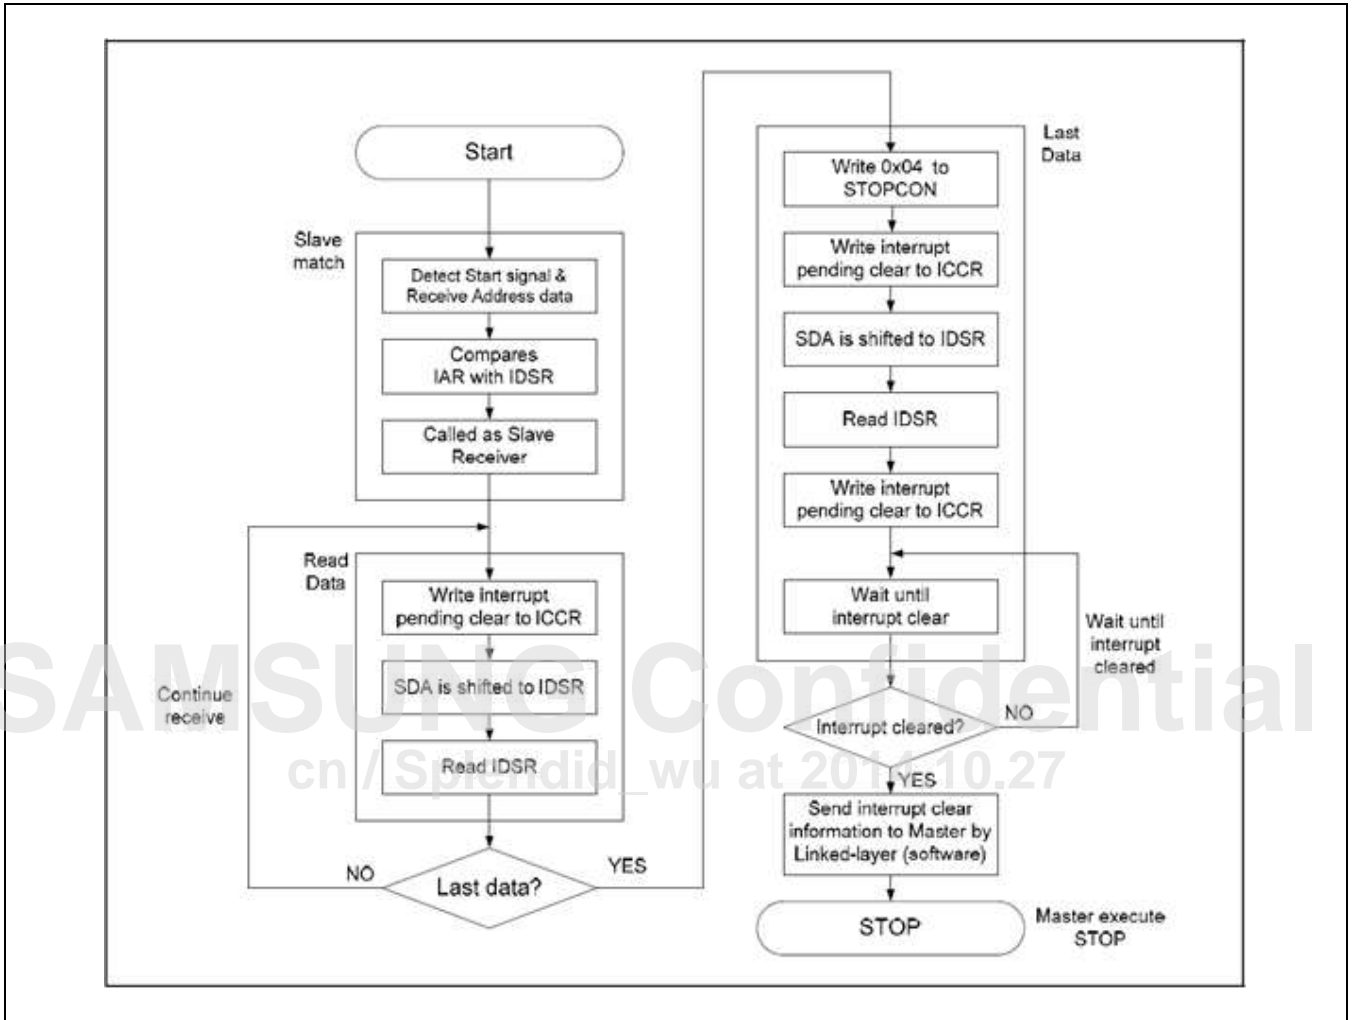 Start
Slave
match
Detect Start signal &
Receive Address data
Compares
IAR with IDSR
Called as Slave
Receiver
Read
Data
Write interrupt
pending clear to ICCR
SDA is shifted to IDSR
Read IDSR
Continue
receive
NO
Last data?
YES
Last
Data
Write 0x04 to
STOPCON
Write interrupt
pending clear to ICCR
SDA is shifted to IDSR
Read IDSR
Write interrupt
pending clear to ICCR
Wait until
interrupt clear
Wait until
interrupt
cleared
Interrupt cleared?
NO
YES
Send interrupt clear
information to Master by
Linked-layer (software)
STOP
Master execute
STOP
SAMSUNG Confidential
cn / Splendid_wu at 2014.10.27